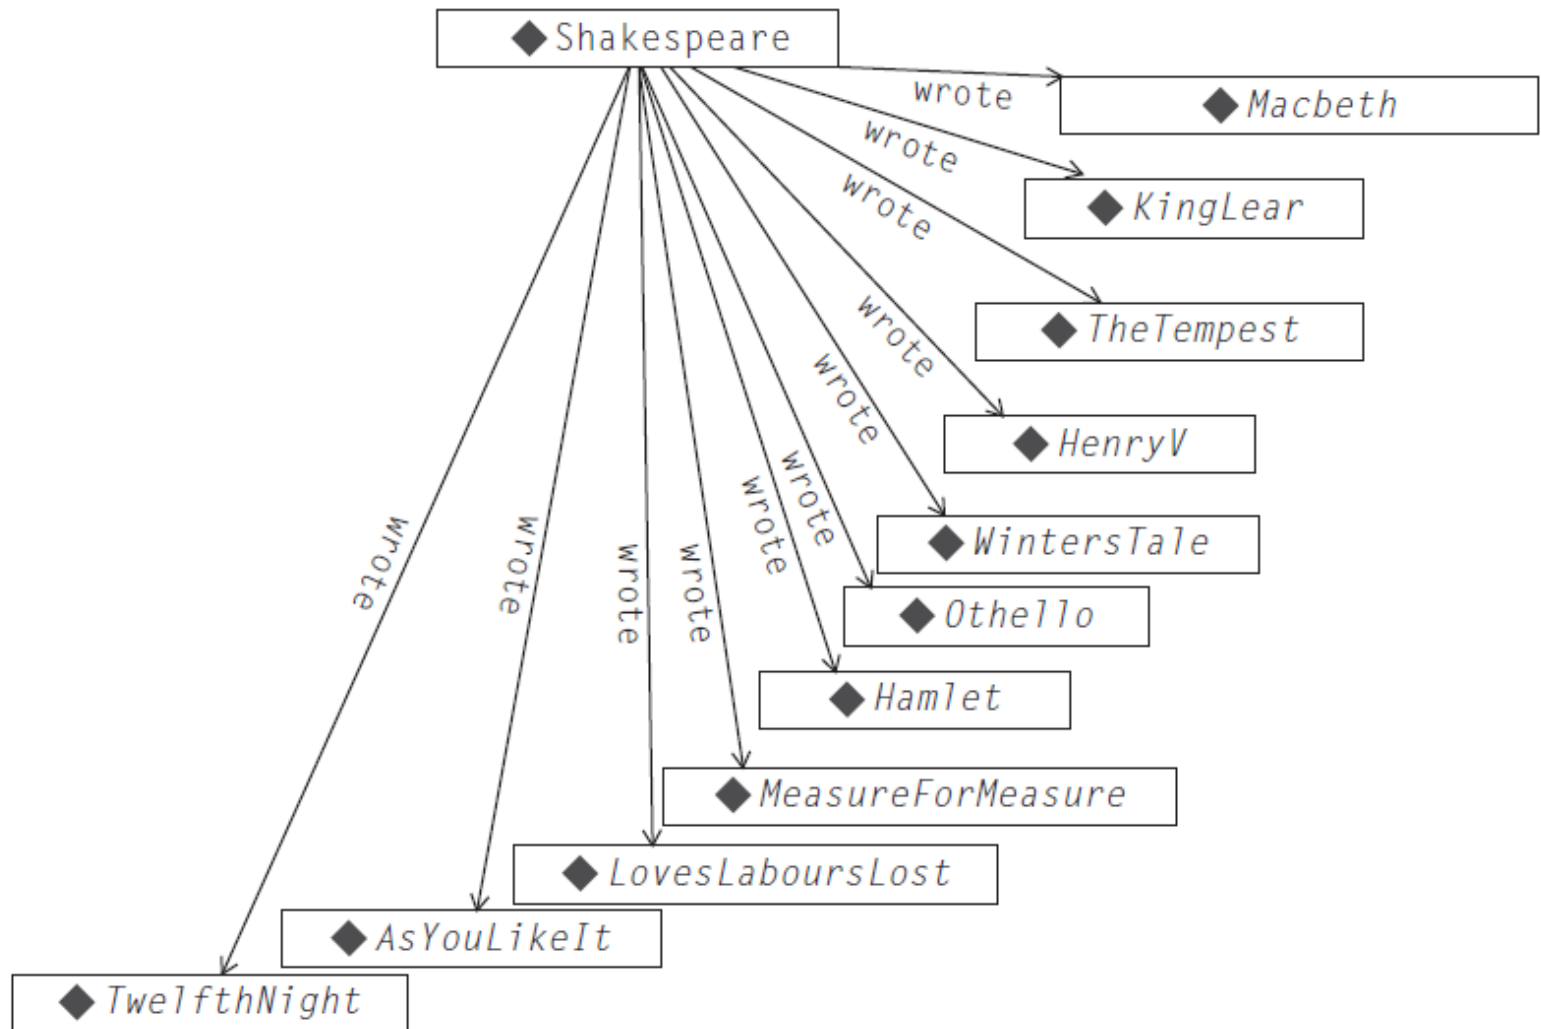 Shakespeare
wrote
Macbeth
wrote
KingLear
wrote
TheTempest
wrote
HenryV
wrote
WintersTale
wrote
Othello
wrote
Hamlet
wrote
MeasureForMeasure
wrote
LovesLaboursLost
wrote
AsYouLikeIt
wrote
TwelfthNight